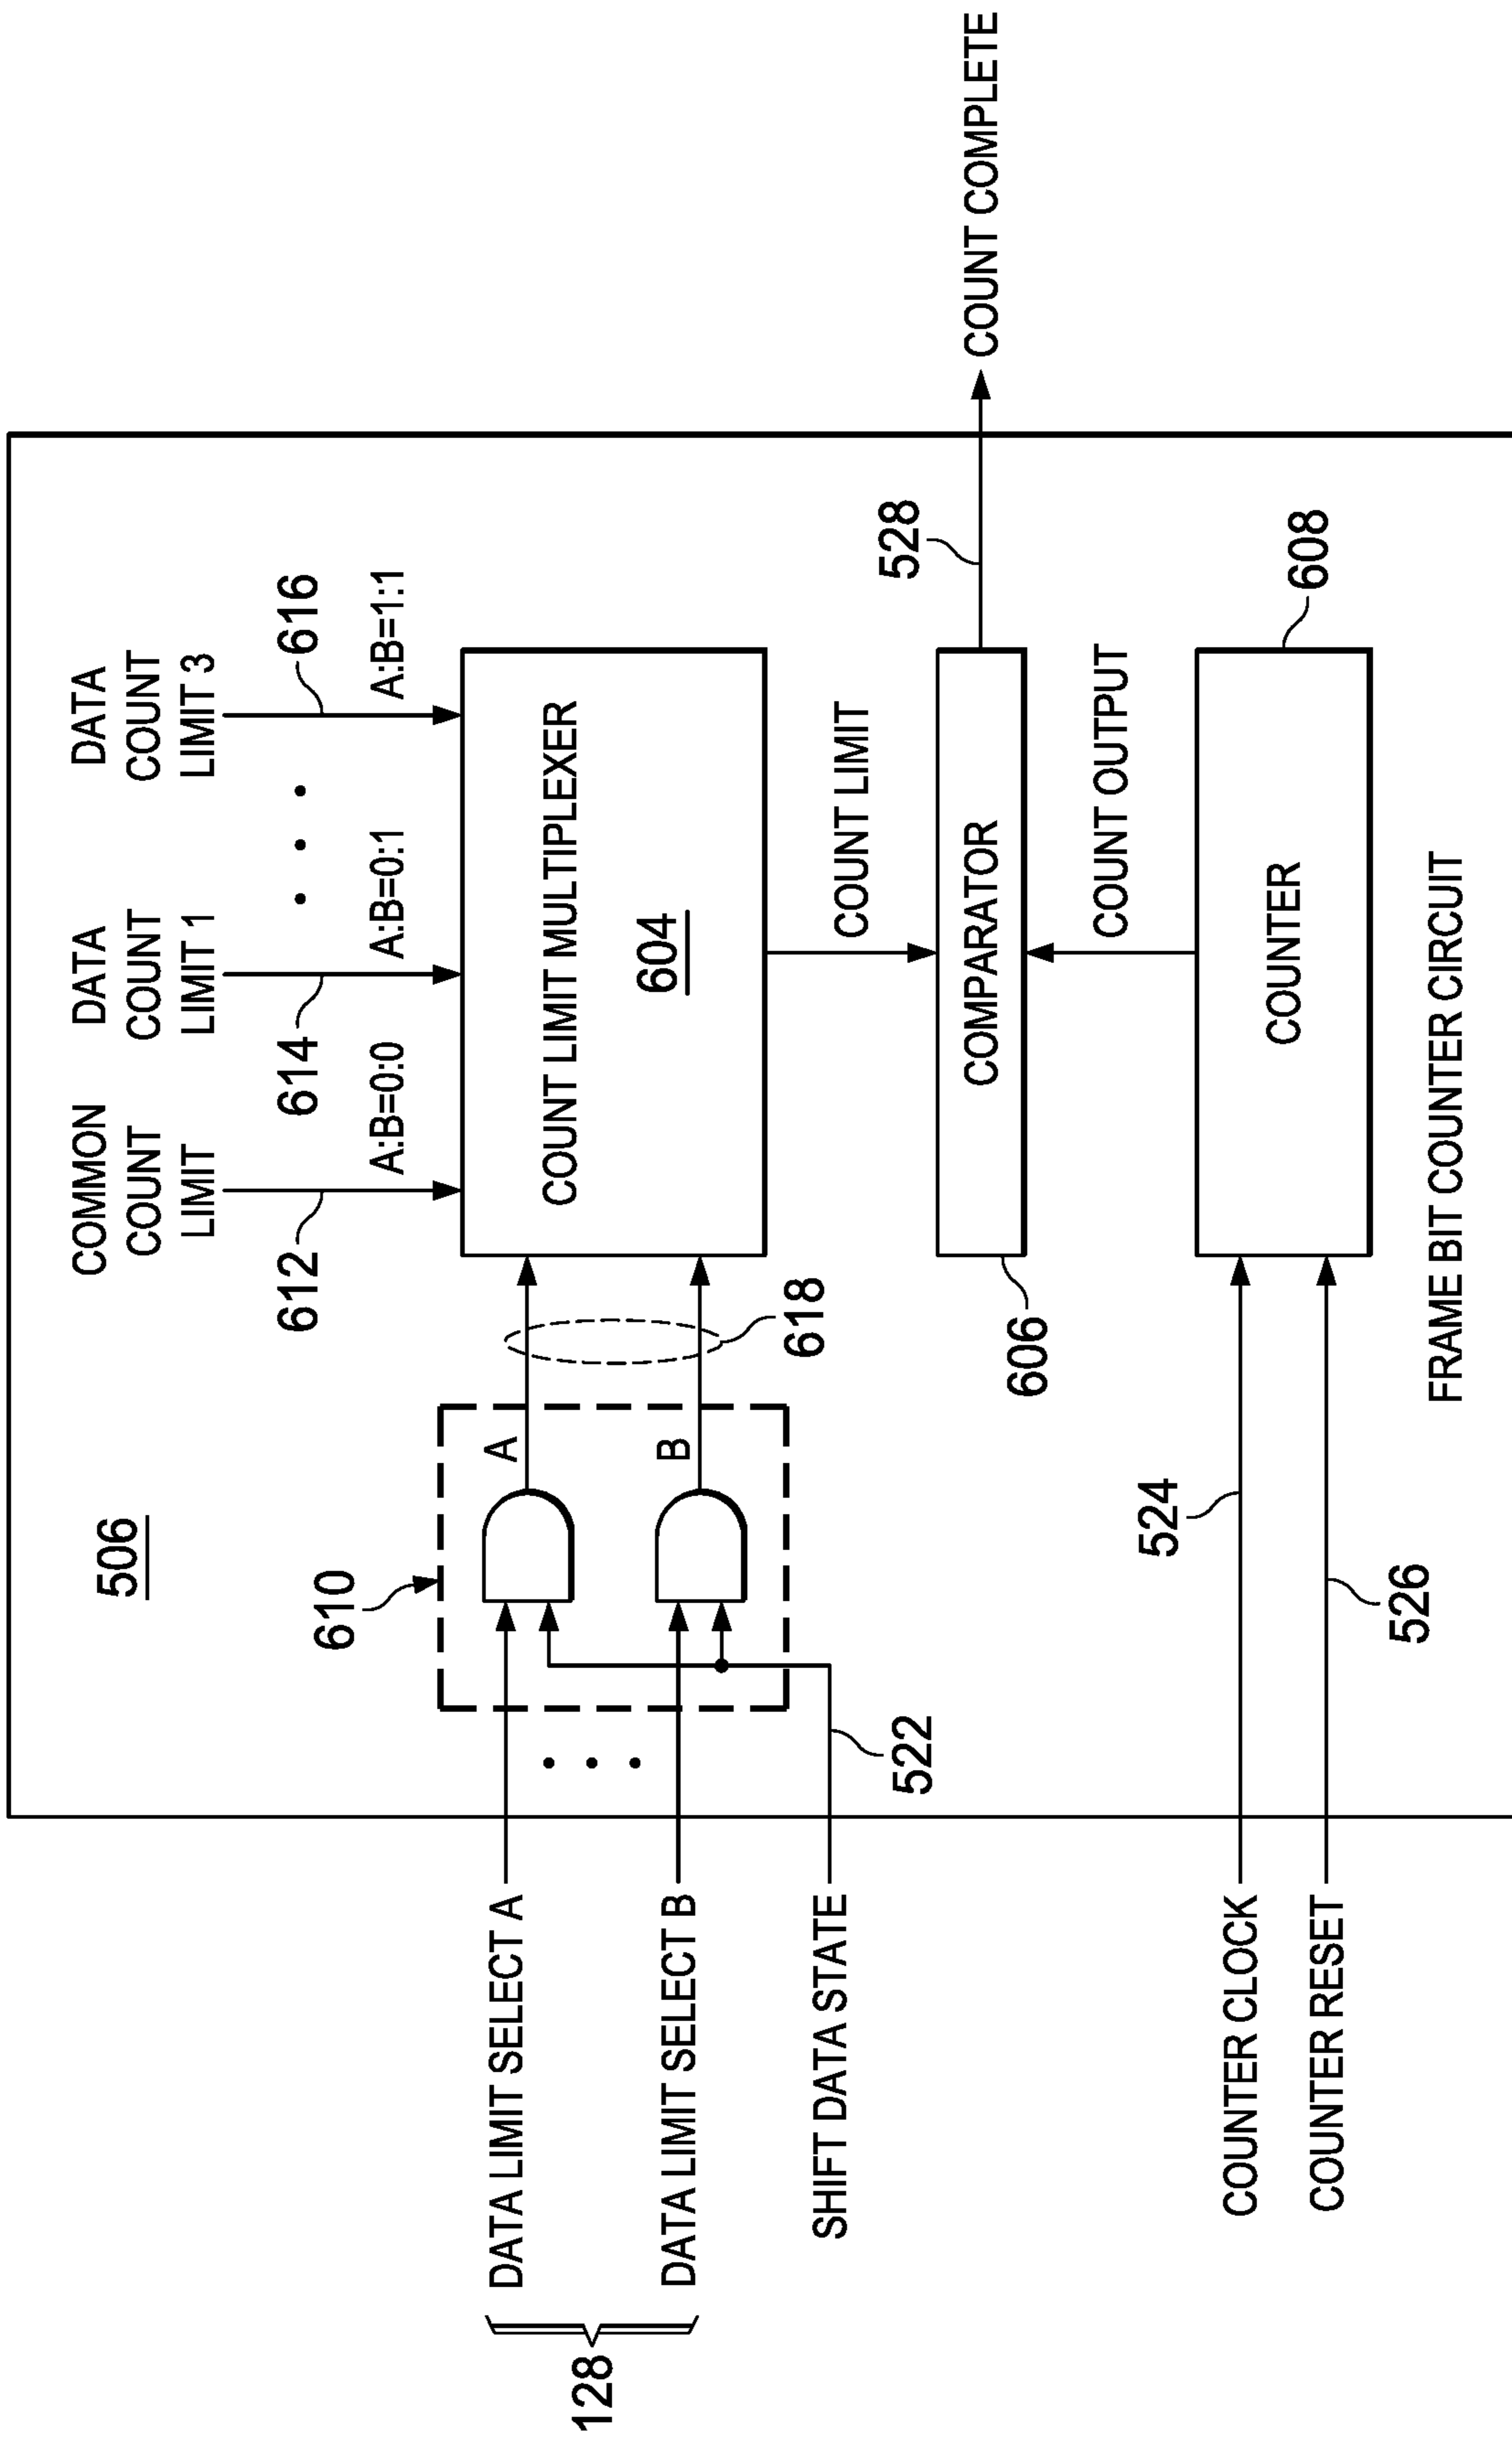 506
COMMON
COUNT
LIMIT
DATA
COUNT
LIMIT 1
DATA
COUNT
LIMIT 3
612
614
616
A:B=0:0
A:B=0:1
A:B=1:1
610
128
DATA LIMIT SELECT A
DATA LIMIT SELECT B
SHIFT DATA STATE
522
A
B
618
COUNT LIMIT MULTIPLEXER
604
COUNT LIMIT
COMPARATOR
606
528
COUNT COMPLETE
COUNT OUTPUT
COUNTER
608
COUNTER CLOCK
COUNTER RESET
524
526
FRAME BIT COUNTER CIRCUIT